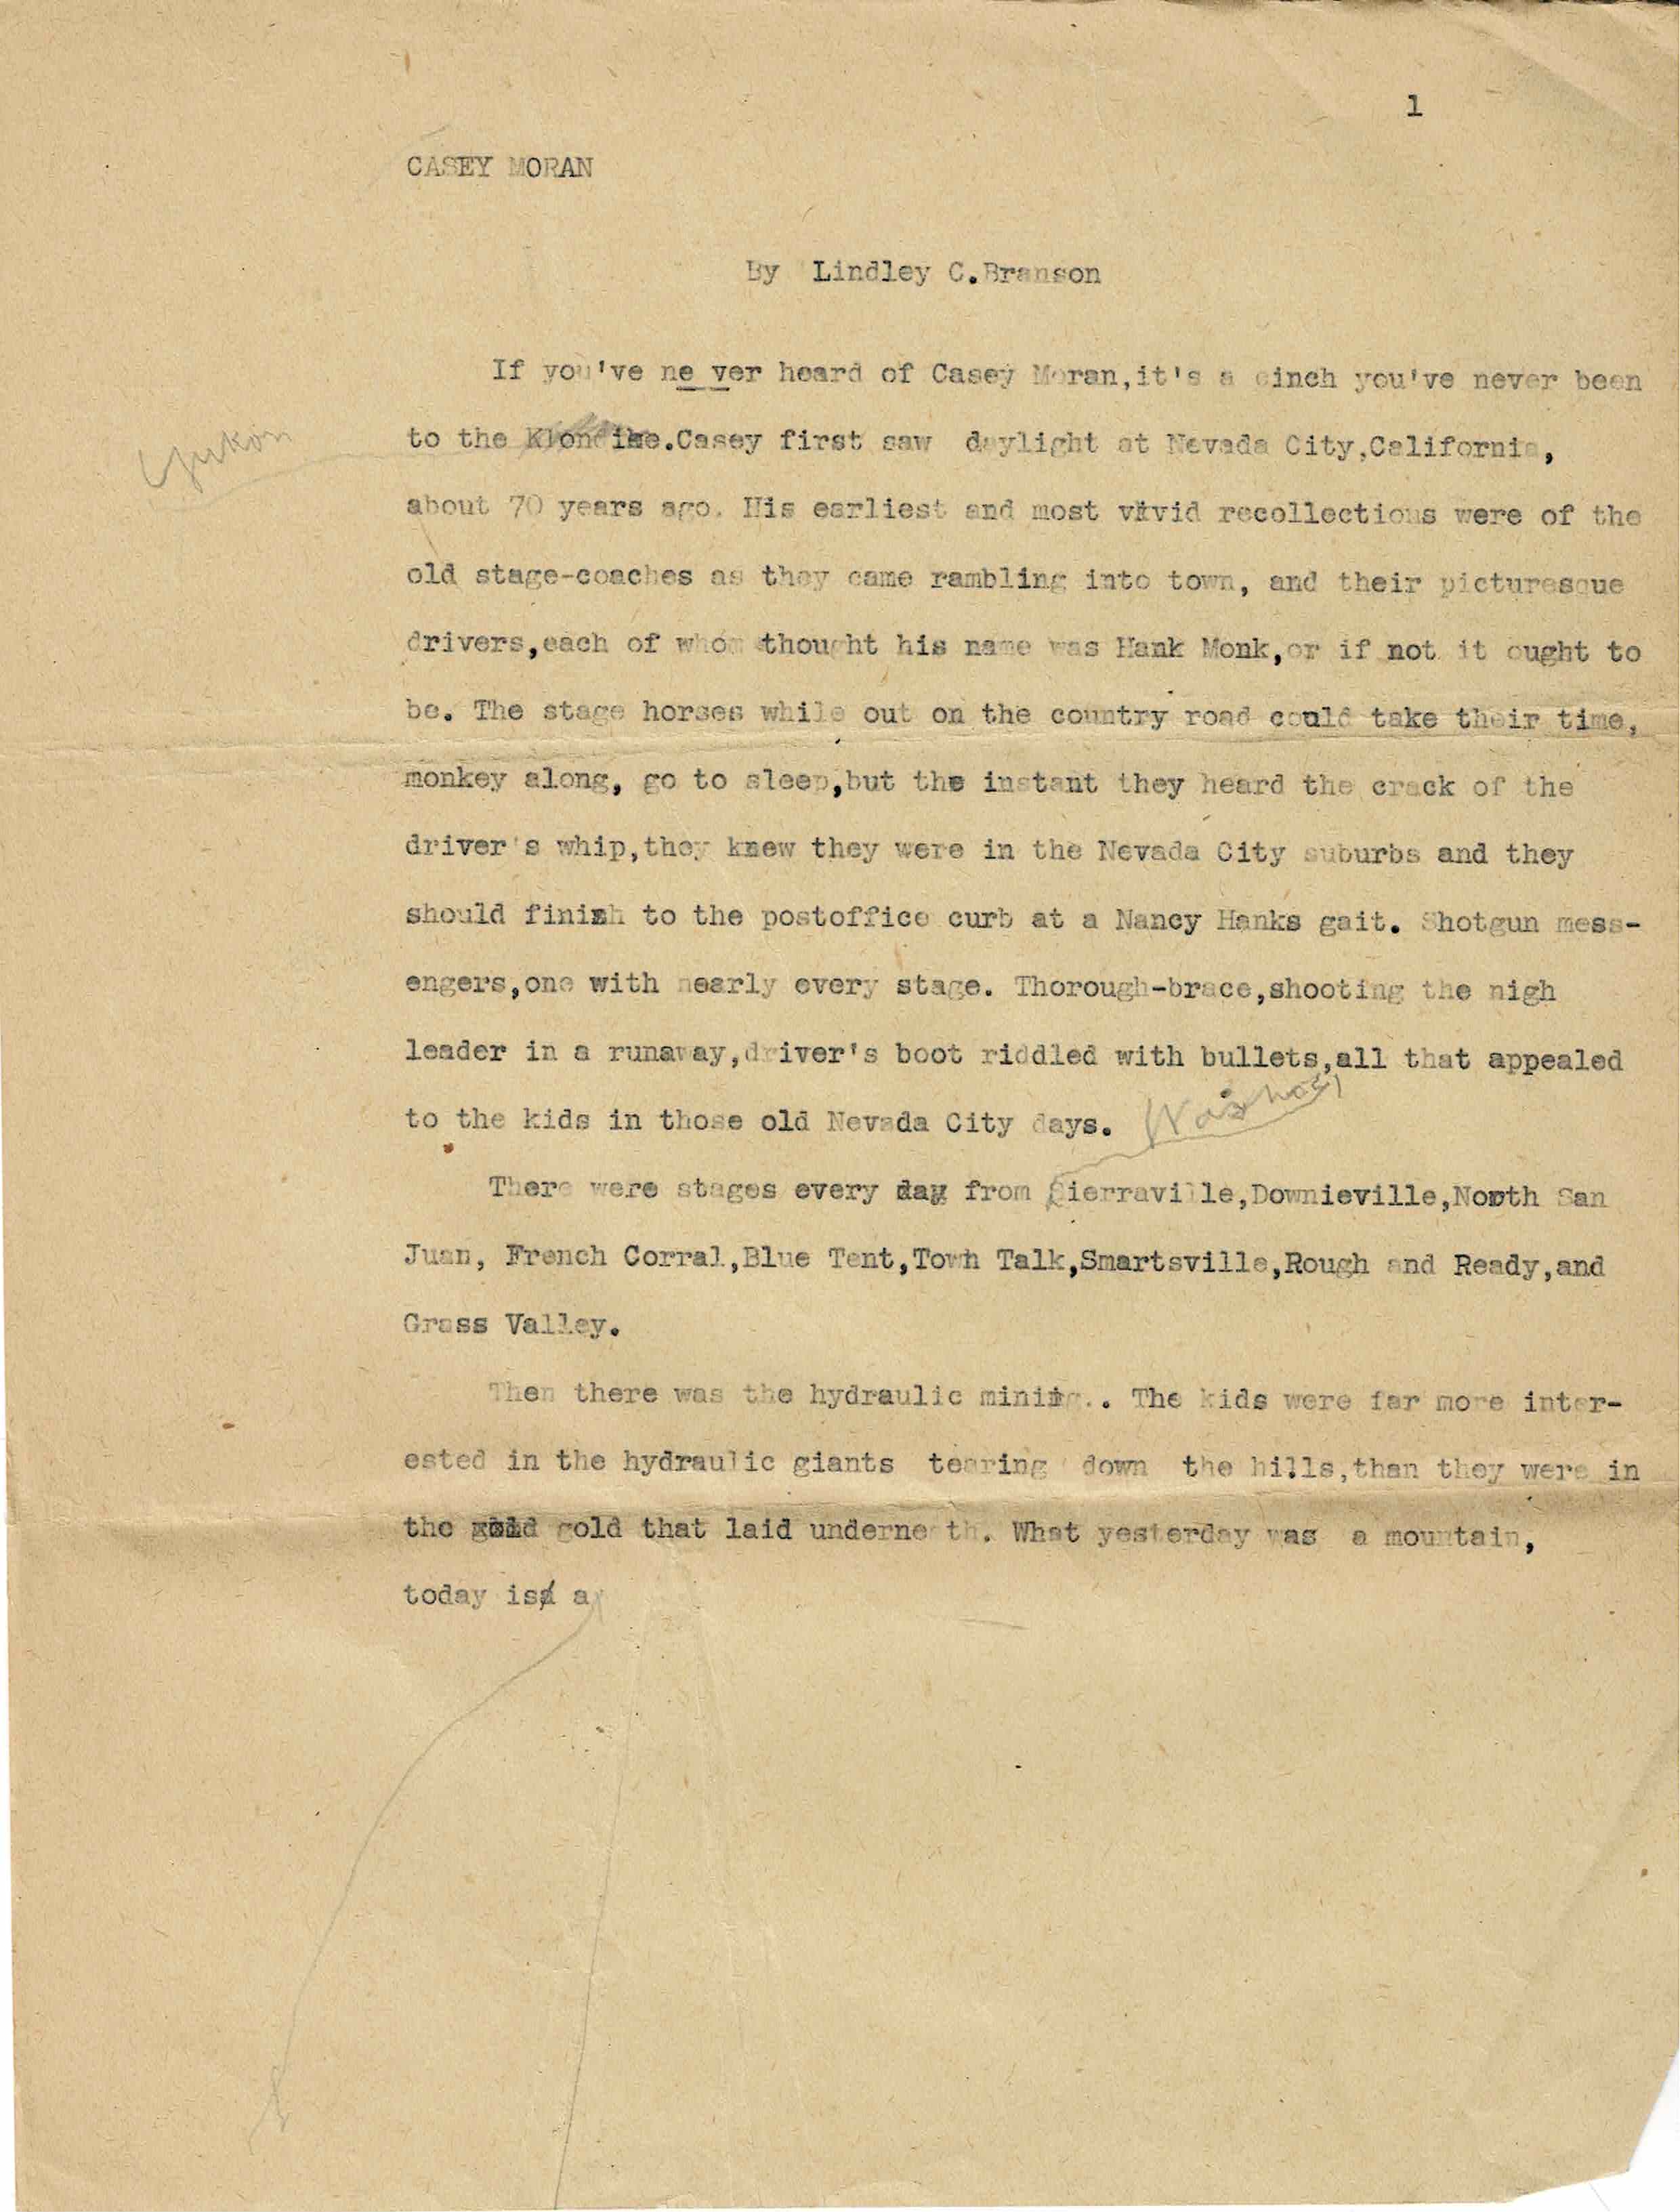 1
CASEY MORAN
By Lindley C.Branson
If you've ne ver heard of Casey Moran,it's a cinch you've never been
Yukon
to the Klondike.Casey first saw daylight at Nevada City,California,
about 70 years ago. His earliest and most vivid recollections were of the
old stage-coaches as they came rambling into town, and their picturesque
drivers,each of whom thought his name was Hank Monk,or if not it ought to
be. The stage horses while out on the country road could take their time,
monkey along, go to sleep,but the instant they heard the crack of the
driver's whip,they knew they were in the Nevada City suburbs and they
should finish to the postoffice curb at a Nancy Hanks gait. Shotgun mess-
engers,one with nearly every stage. Thorough-brace,shooting the nigh
leader in a runaway,driver's boot riddled with bullets,all that appealed
to the kids in those old Nevada City days.
Washoe,
There were stages every day from Sierraville,Downieville,North San
Juan, French Corral,Blue Tent,Town Talk,Smartsville,Rough and Ready,and
Grass Valley.
Then there was the hydraulic mining.. The kids were far more inter-
ested in the hydraulic giants tearing down the hills,than they were in
the gold that laid underneath. What yesterday was a mountain,
today is a